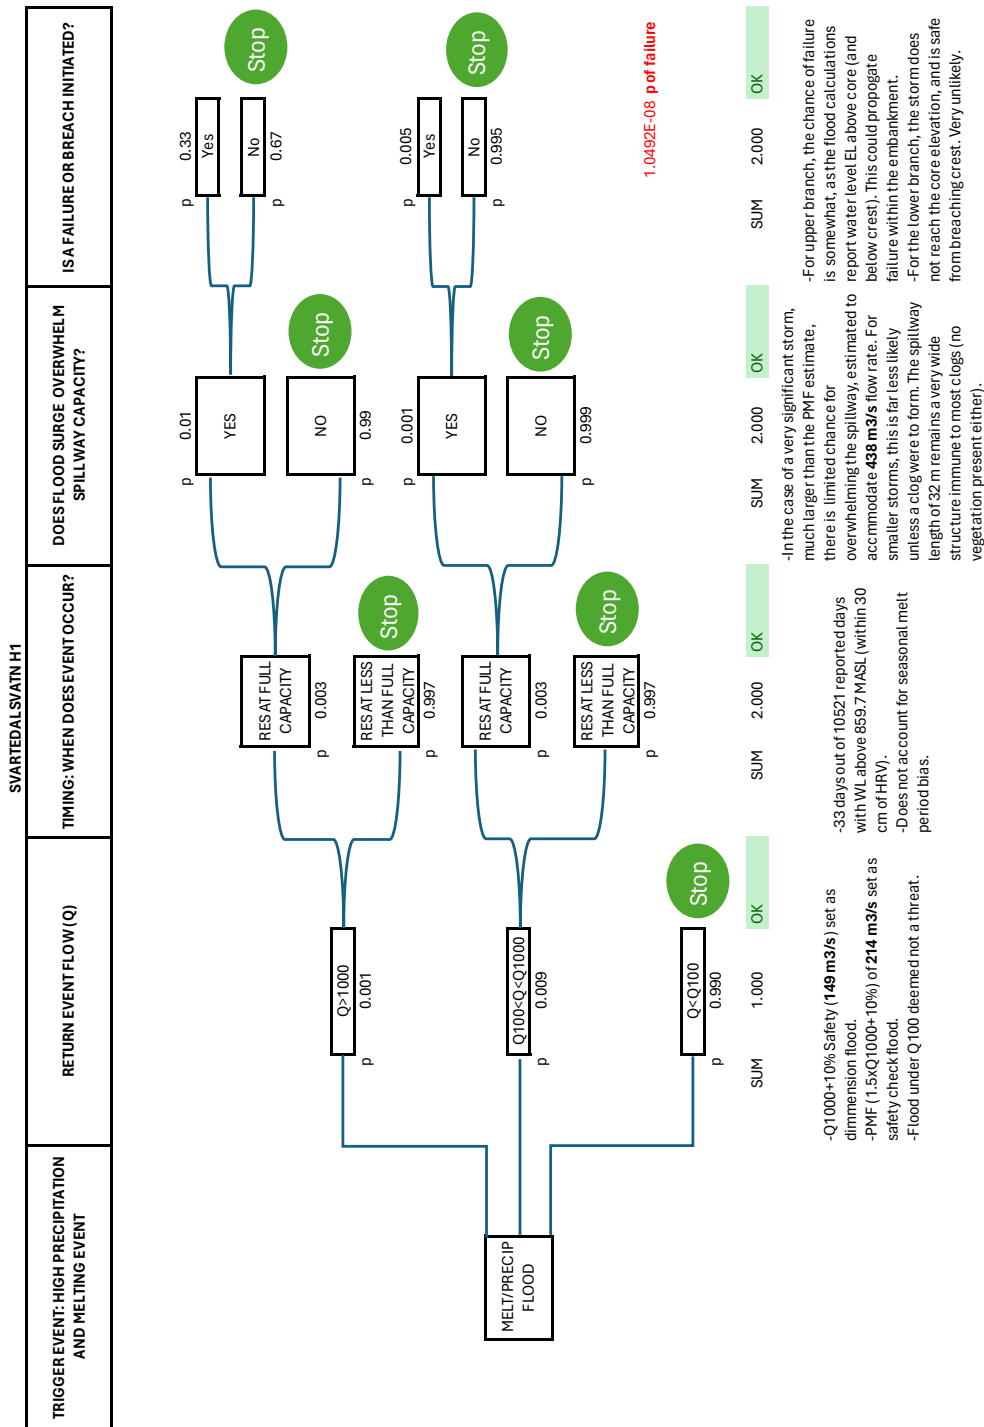 SVARTEDALSVATN H1
TRIGGER EVENT: HIGH PRECIPITATION
AND MELTING EVENT
RETURN EVENT FLOW (Q)
TIMING: WHEN DOES EVENT OCCUR?
DOES FLOOD SURGE OVERWHELM
SPILLWAY CAPACITY?
IS A FAILURE OR BREACH INITIATED?
MELT/PRECIP
FLOOD
Q>1000
p
0.001
Q100<Q<Q1000
p
0.009
Q<Q100
p
0.990
Stop
SUM
1.000
OK
RES AT FULL
CAPACITY
p
0.003
RES AT LESS
THAN FULL
CAPACITY
p
0.997
Stop
RES AT FULL
CAPACITY
p
0.003
RES AT LESS
THAN FULL
CAPACITY
p
0.997
Stop
SUM
2.000
OK
p
0.01
YES
NO
p
0.99
Stop
p
0.001
YES
NO
p
0.999
Stop
SUM
2.000
OK
p
0.33
Yes
No
p
0.67
Stop
p
0.005
Yes
No
p
0.995
Stop
1.0492E-08 p of failure
SUM
2.000
OK
-Q1000+10% Safety (149 m3/s) set as
dimmension flood.
-PMF (1.5xQ1000+10%) of 214 m3/s set as
safety check flood.
-Flood under Q100 deemed not a threat.
-33 days out of 10521 reported days
with WL above 859.7 MASL (within 30
cm of HRV).
-Does not account for seasonal melt
period bias.
-In the case of a very significant storm,
much larger than the PMF estimate,
there is limited chance for
overwhelming the spillway, estimated to
accmmodate 438 m3/s flow rate. For
smaller storms, this is far less likely
unless a clog were to form. The spillway
length of 32 m remains a very wide
structure immune to most clogs (no
vegetation present either).
-For upper branch, the chance of failure
is somewhat, as the flood calculations
report water level EL above core (and
below crest). This could propogate
failure within the embankment.
-For the lower branch, the storm does
not reach the core elevation, and is safe
from breaching crest. Very unlikely.